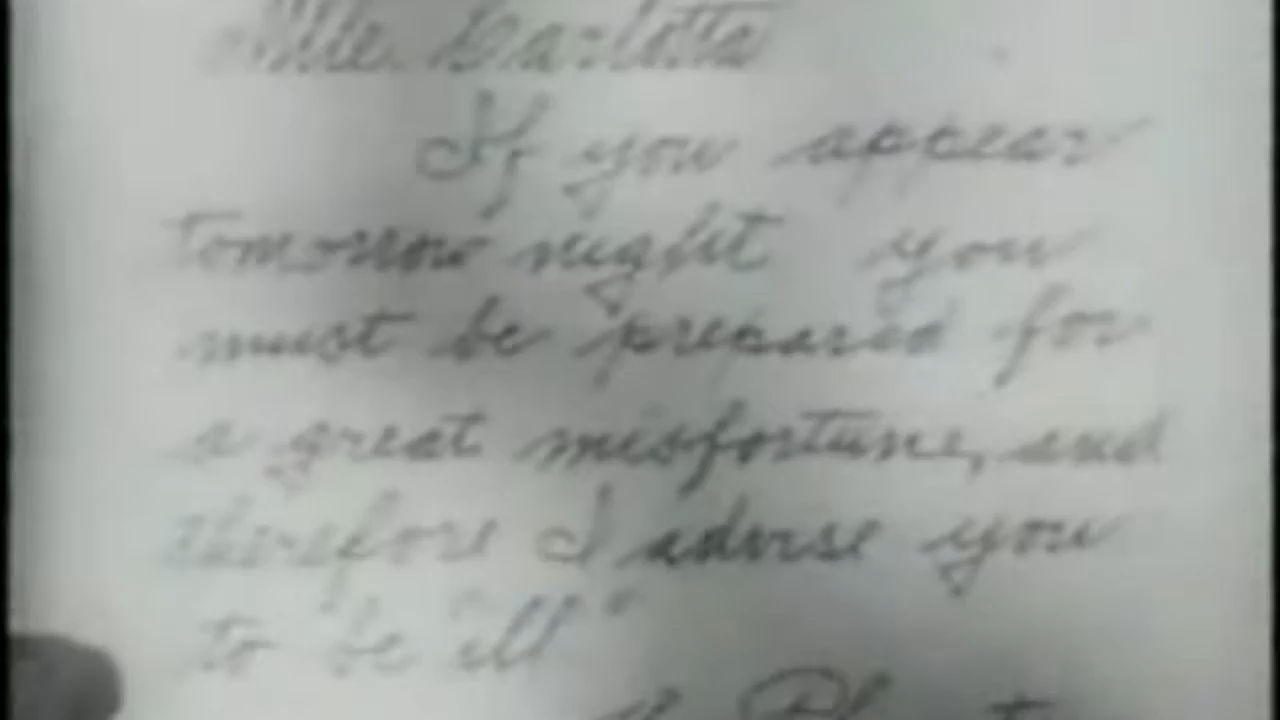 Mlle. Carlotta
If you appear
tomorrow night you
must be prepared for
a great misfortune, and
therefore I advise you
to be "ill"